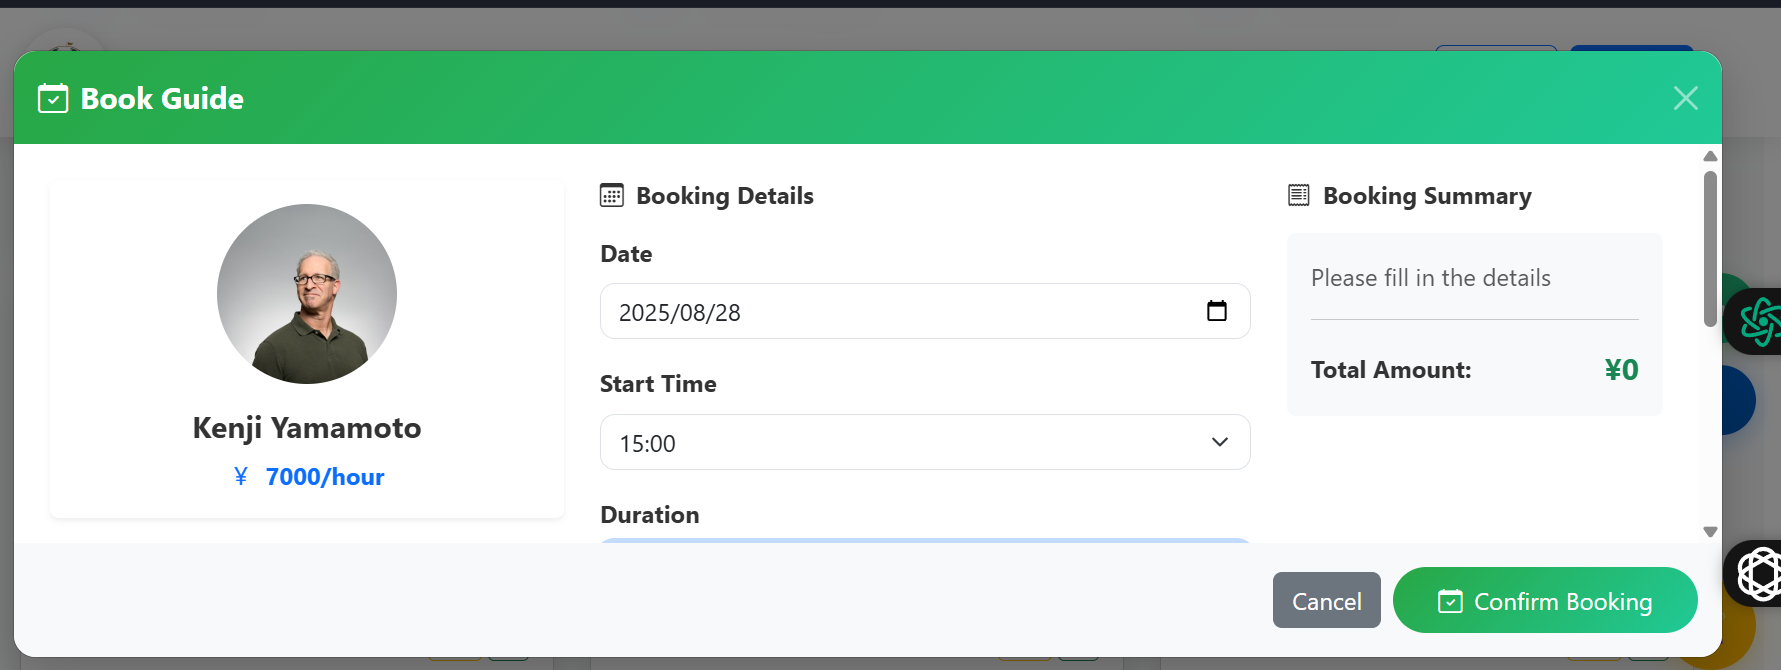 Book Guide
Kenji Yamamoto
¥ 7000/hour
Booking Details
Date
2025/08/28
Start Time
15:00
Duration
Booking Summary
Please fill in the details
Total Amount: ¥0
Cancel
Confirm Booking